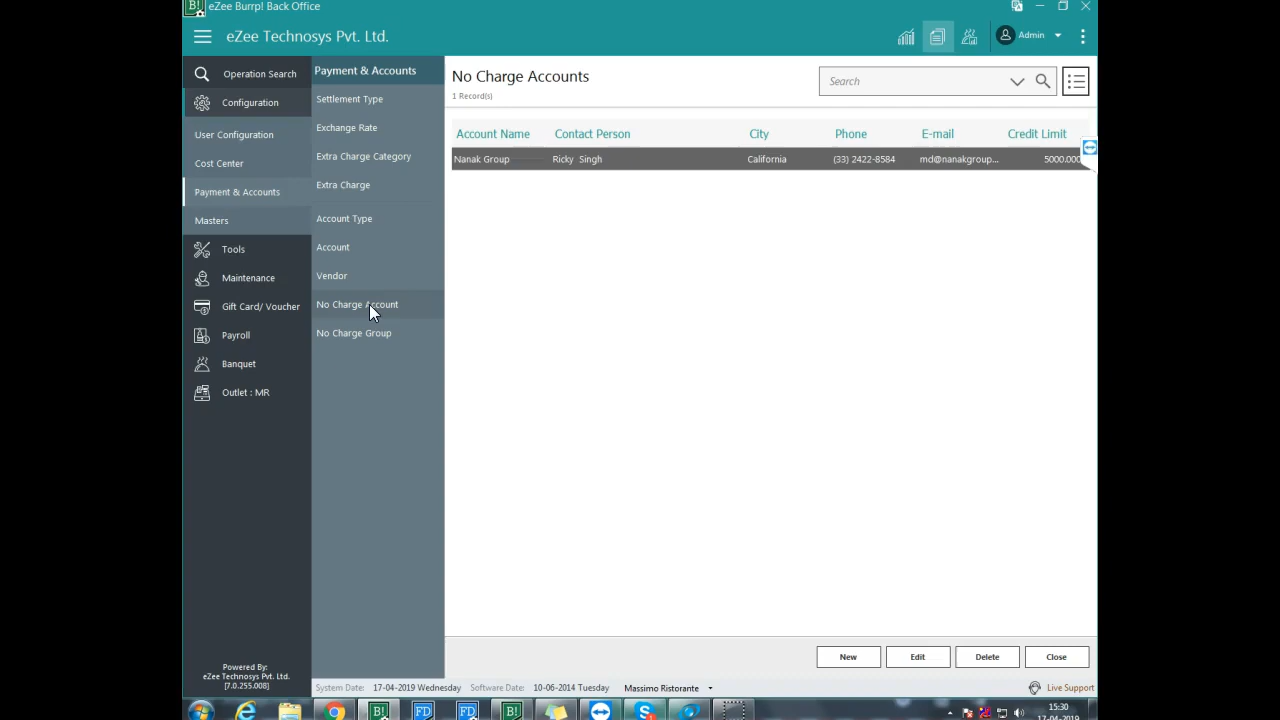 eZee Burrp! Back Office
eZee Technosys Pvt. Ltd.
Admin
Operation Search
Configuration
User Configuration
Cost Center
Payment & Accounts
Masters
Tools
Maintenance
Gift Card/ Voucher
Payroll
Banquet
Outlet : MR
Powered By:
eZee Technosys Pvt. Ltd.
[7.0.255.008]
Payment & Accounts
Settlement Type
Exchange Rate
Extra Charge Category
Extra Charge
Account Type
Account
Vendor
No Charge Account
No Charge Group
No Charge Accounts
1 Record(s)
Search
Account Name Contact Person City Phone E-mail Credit Limit
Nanak Group Ricky Singh California (33) 2422-8584 md@nanakgroup... 5000.000
New Edit Delete Close
System Date: 17-04-2019 Wednesday Software Date: 10-06-2014 Tuesday Massimo Ristorante Live Support
B! FD FD B! S
15:30
17-04-2019